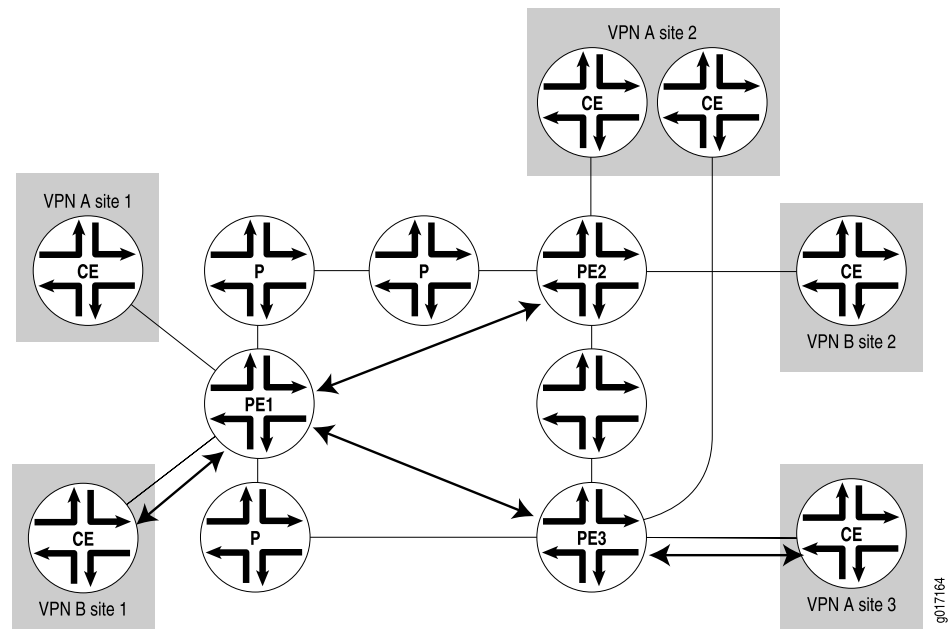 VPN A site 2
CE
CE
VPN A site 1
CE
P
P
PE2
CE
VPN B site 2
PE1
CE
P
PE3
CE
VPN B site 1
VPN A site 3
g017164